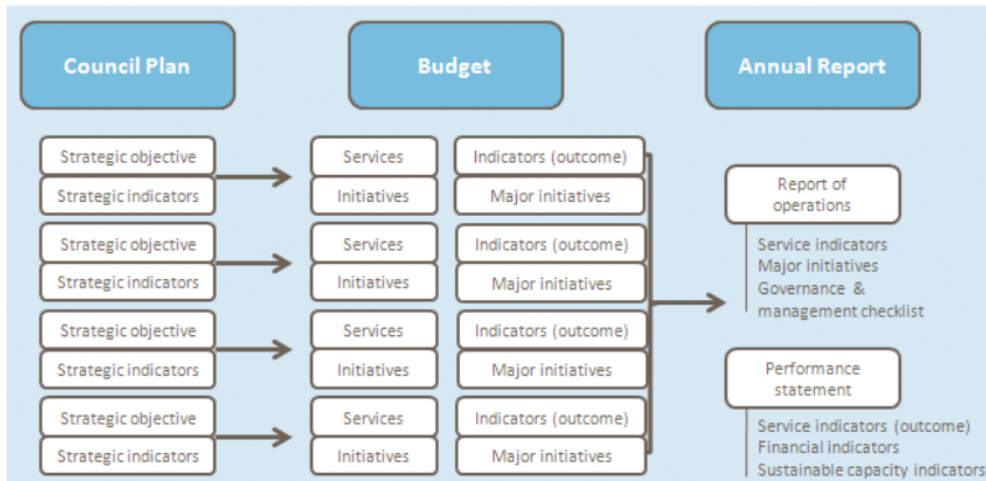 Council Plan
Budget
Annual Report
Strategic objective
Strategic indicators
Strategic objective
Strategic indicators
Strategic objective
Strategic indicators
Strategic objective
Strategic indicators
Services
Initiatives
Services
Initiatives
Services
Initiatives
Services
Initiatives
Indicators (outcome)
Major initiatives
Indicators (outcome)
Major initiatives
Indicators (outcome)
Major initiatives
Indicators (outcome)
Major initiatives
Report of
operations
Service indicators
Major initiatives
Governance &
management checklist
Performance
statement
Service indicators (outcome)
Financial indicators
Sustainable capacity indicators